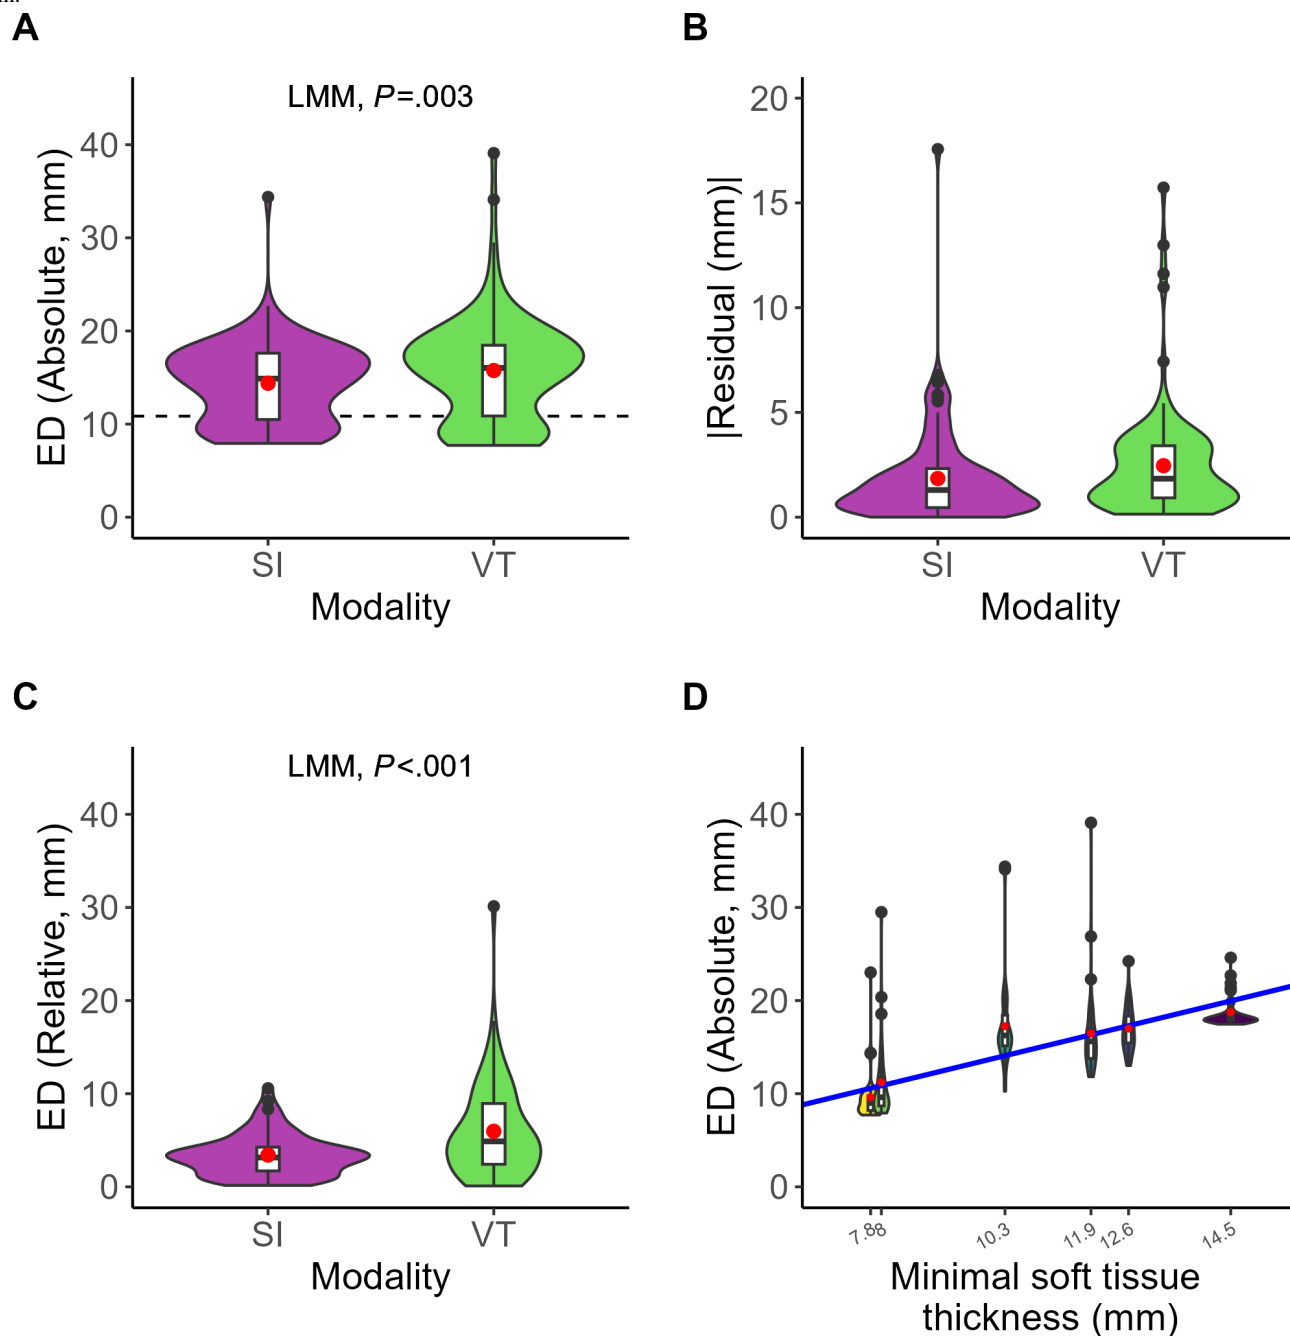 A
LMM, P=.003
ED (Absolute, mm)
40
30
20
10
0
SI VT
Modality
B
|Residual (mm)|
20
15
10
5
0
SI VT
Modality
C
LMM, P<.001
ED (Relative, mm)
40
30
20
10
0
SI VT
Modality
D
ED (Absolute, mm)
40
30
20
10
0
7.8 8 10.3 11.9 12.6 14.5
Minimal soft tissue
thickness (mm)